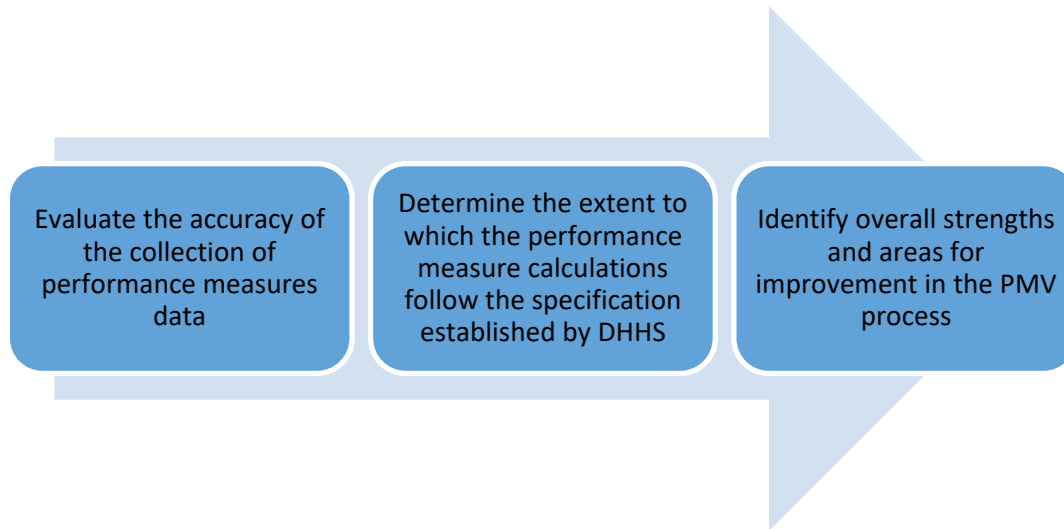 Evaluate the accuracy of
the collection of
performance measures
data
Determine the extent to
which the performance
measure calculations
follow the specification
established by DHHS
Identify overall strengths
and areas for
improvement in the PMV
process